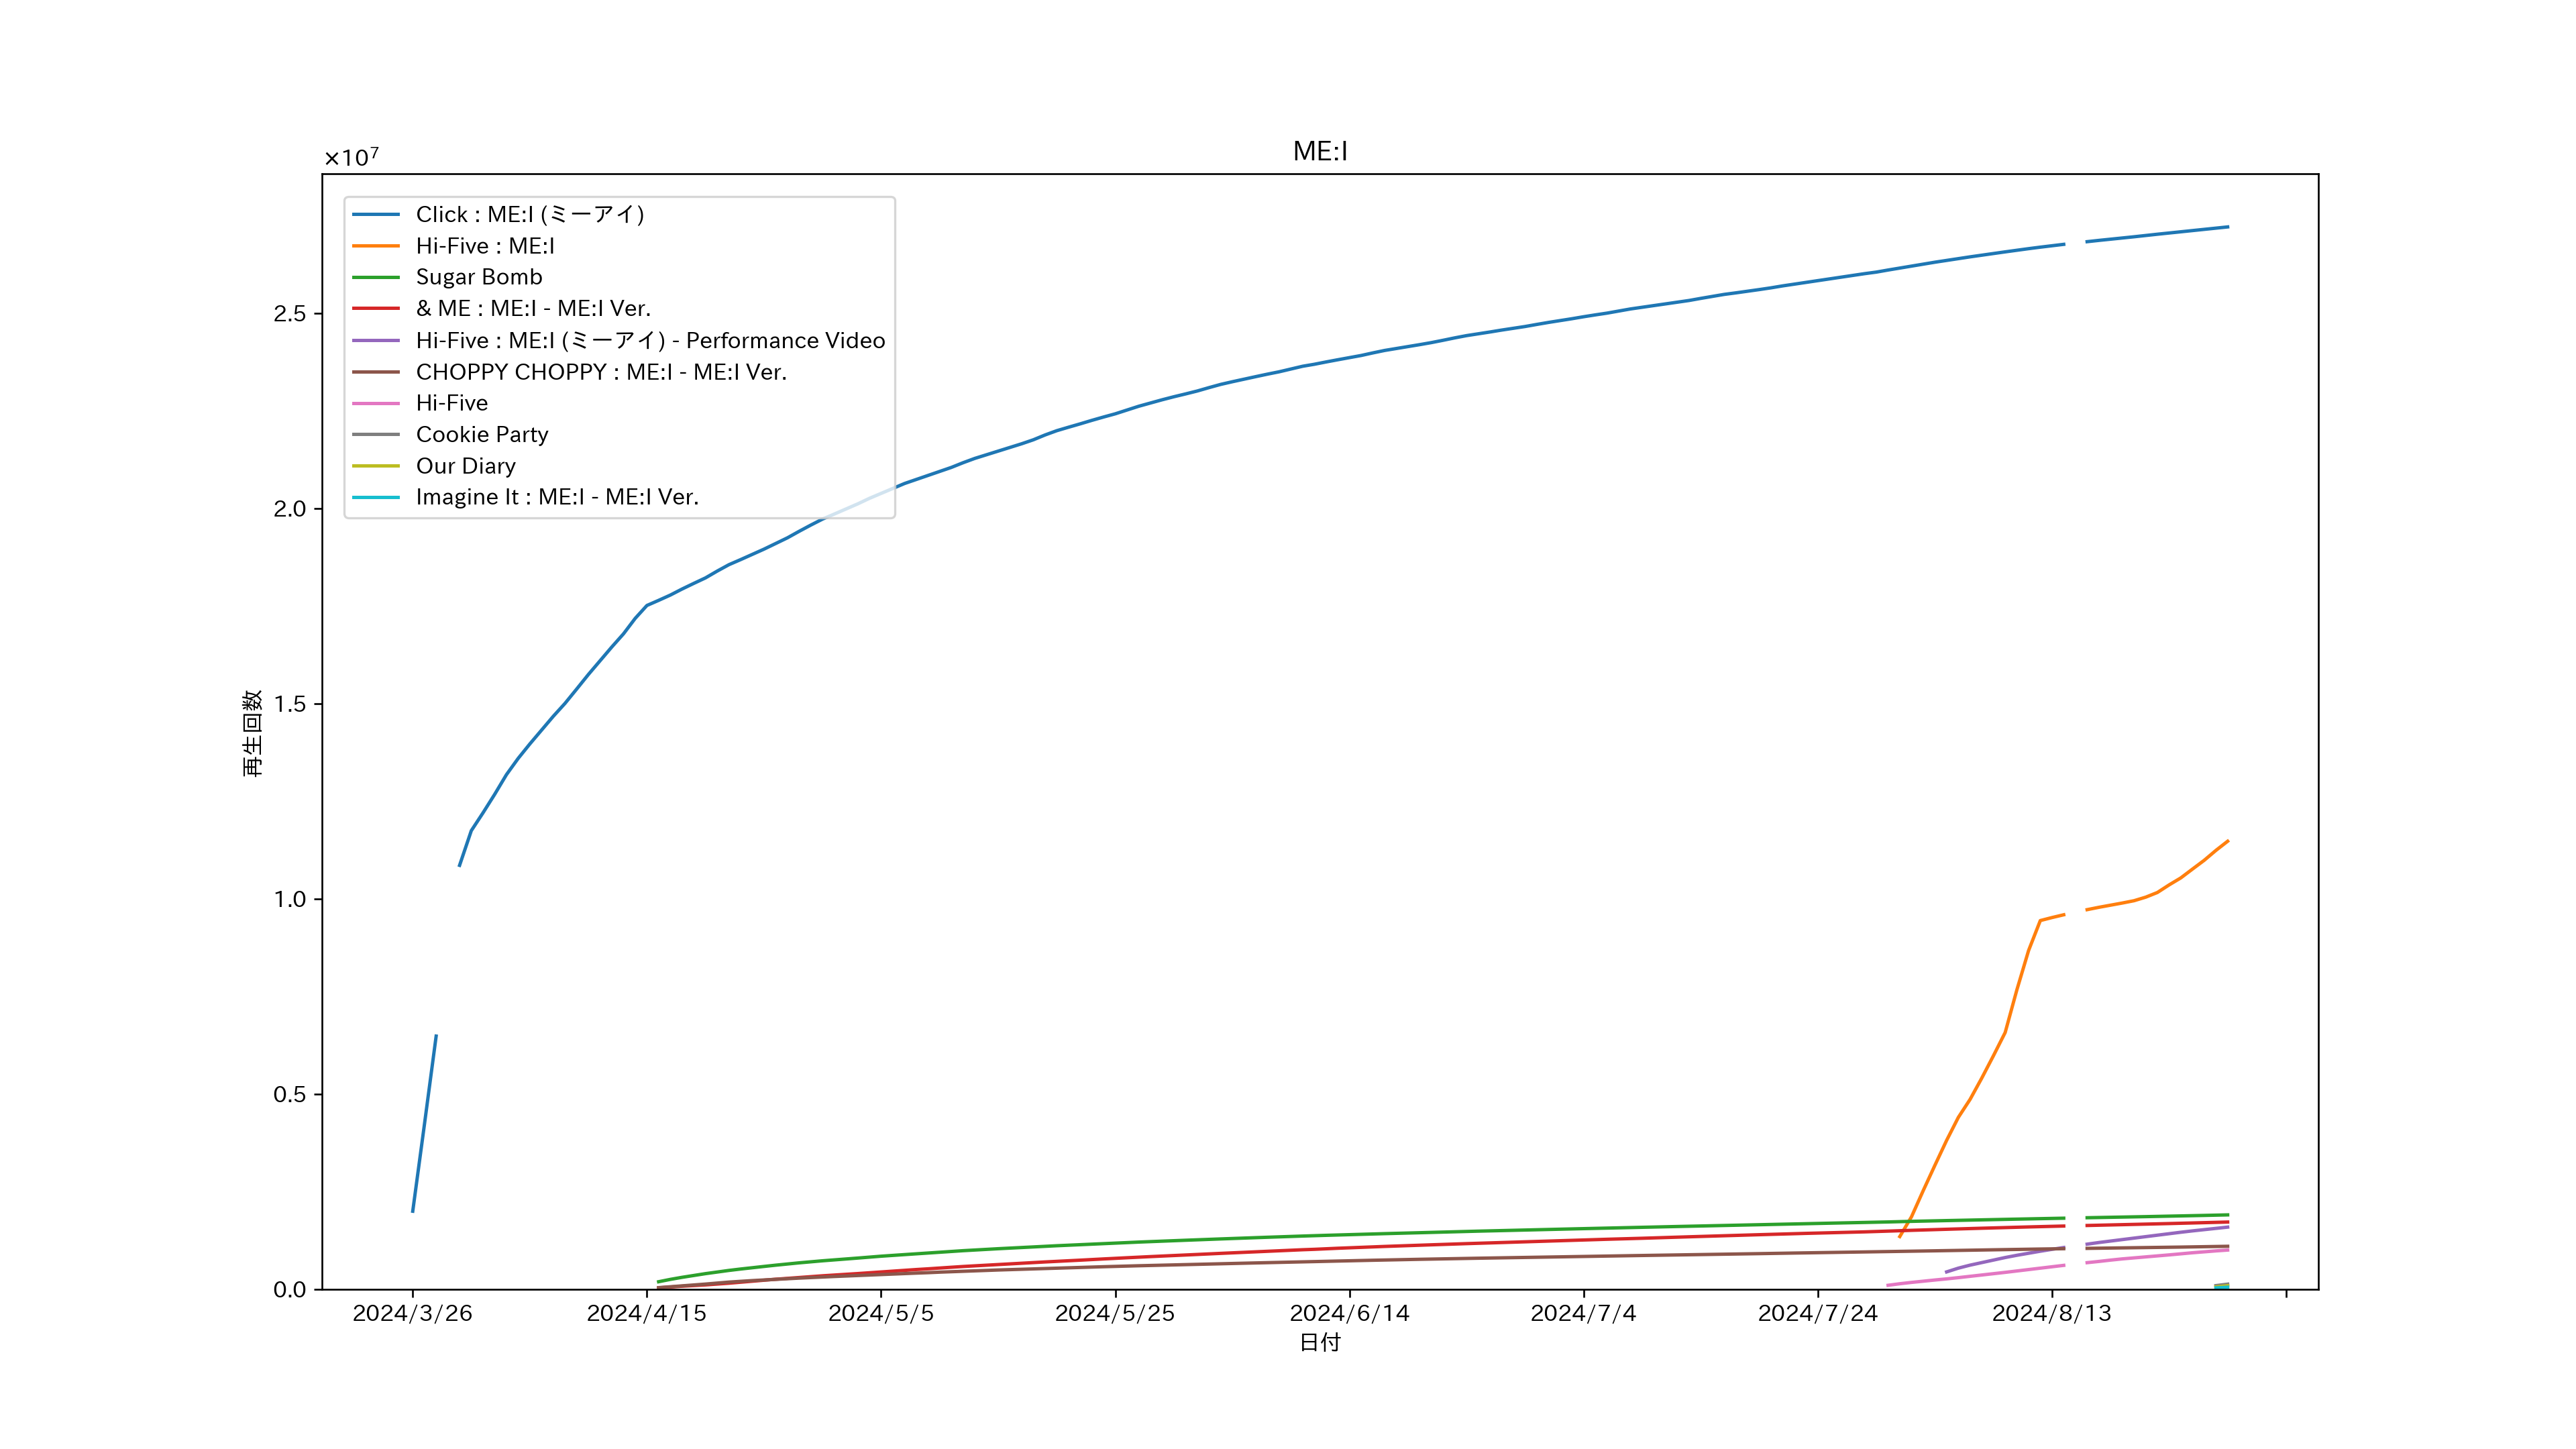 ME:I
×10⁷
Click : ME:I (ミーアイ)
Hi-Five : ME:I
Sugar Bomb
& ME : ME:I - ME:I Ver.
Hi-Five : ME:I (ミーアイ) - Performance Video
CHOPPY CHOPPY : ME:I - ME:I Ver.
Hi-Five
Cookie Party
Our Diary
Imagine It : ME:I - ME:I Ver.
2.5
2.0
1.5
1.0
0.5
0.0
再生回数
2024/3/26 2024/4/15 2024/5/5 2024/5/25 2024/6/14 2024/7/4 2024/7/24 2024/8/13
日付